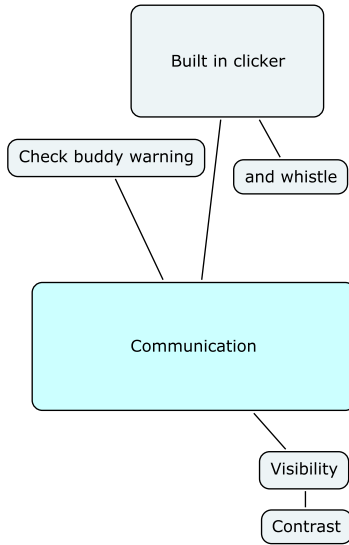 Built in clicker
Check buddy warning
and whistle
Communication
Visibility
Contrast